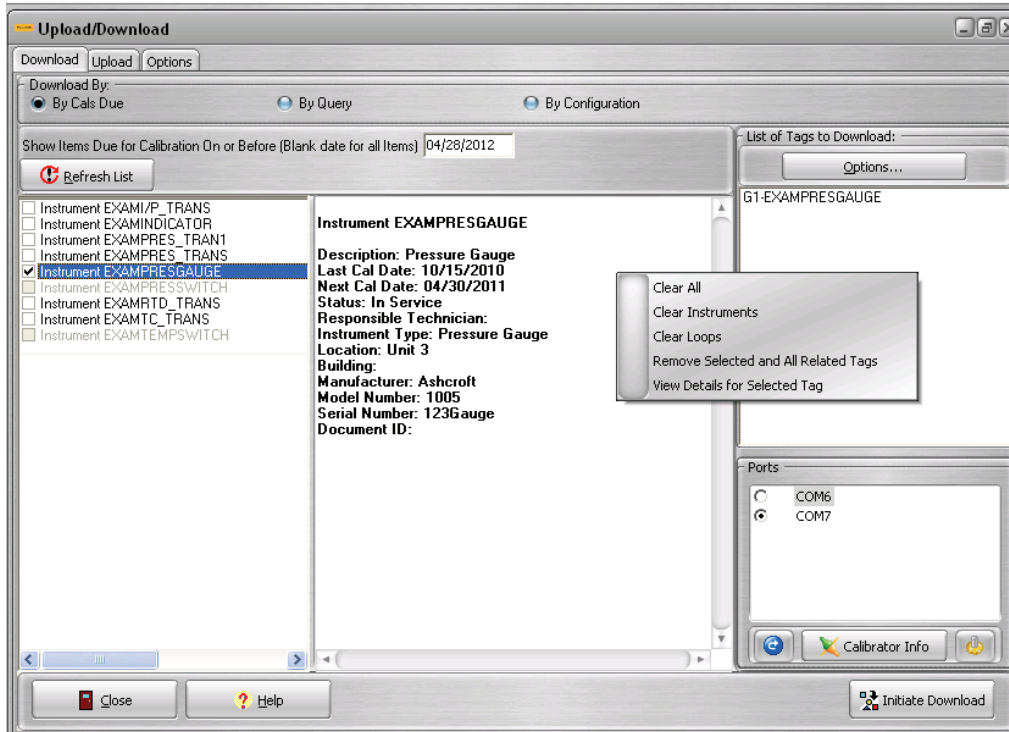 Upload/Download
Download Upload Options
Download By:
By Cals Due By Query By Configuration
Show Items Due for Calibration On or Before (Blank date for all Items) 04/28/2012
Refresh List
List of Tags to Download:
Options...
G1-EXAMPRESGAUGE
Instrument EXAMI/P_TRANS
Instrument EXAMINDICATOR
Instrument EXAMPRES_TRAN1
Instrument EXAMPRES_TRANS
Instrument EXAMPRESGAUGE
Instrument EXAMPRESSWITCH
Instrument EXAMRTD_TRANS
Instrument EXAMTC_TRANS
Instrument EXAMTEMPSWITCH
Instrument EXAMPRESGAUGE
Description: Pressure Gauge
Last Cal Date: 10/15/2010
Next Cal Date: 04/30/2011
Status: In Service
Responsible Technician:
Instrument Type: Pressure Gauge
Location: Unit 3
Building:
Manufacturer: Ashcroft
Model Number: 1005
Serial Number: 123Gauge
Document ID:
Clear All
Clear Instruments
Clear Loops
Remove Selected and All Related Tags
View Details for Selected Tag
Ports
COM6
COM7
Calibrator Info
Close Help Initiate Download